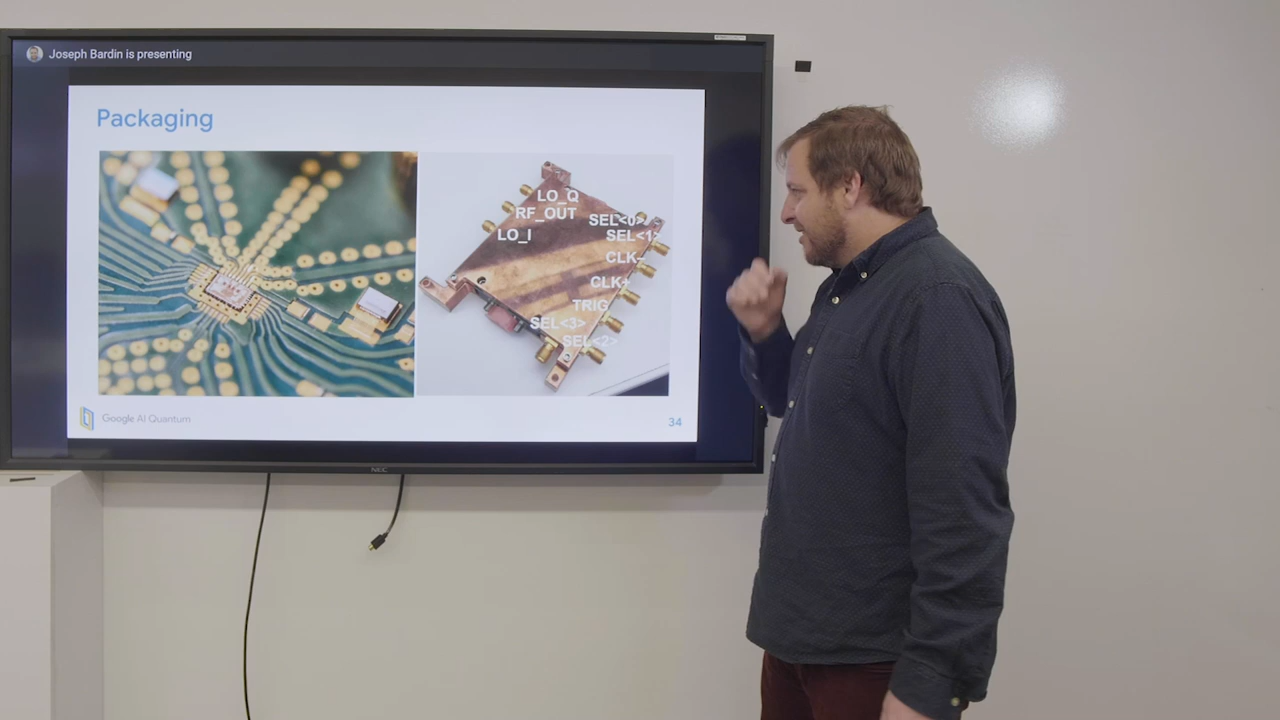 Joseph Bardin is presenting
Packaging
LO_Q
RF_OUT
SEL<0>
LO_I
SEL<1>
CLK-
CLK+
TRIG
SEL<3>
SEL<2>
Google AI Quantum
34
NEC